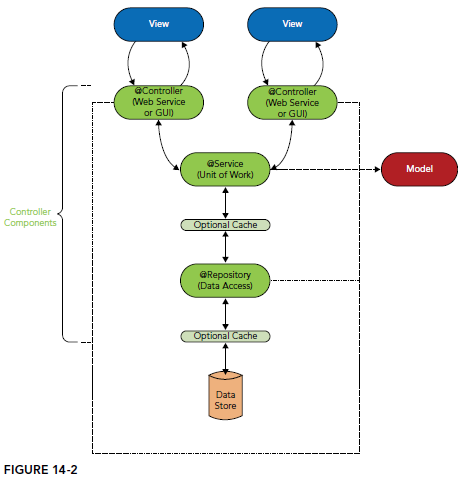 View
View
@Controller
(Web Service
or GUI)
@Controller
(Web Service
or GUI)
@Service
(Unit of Work)
Model
Controller
Components
Optional Cache
@Repository
(Data Access)
Optional Cache
Data
Store
FIGURE 14-2